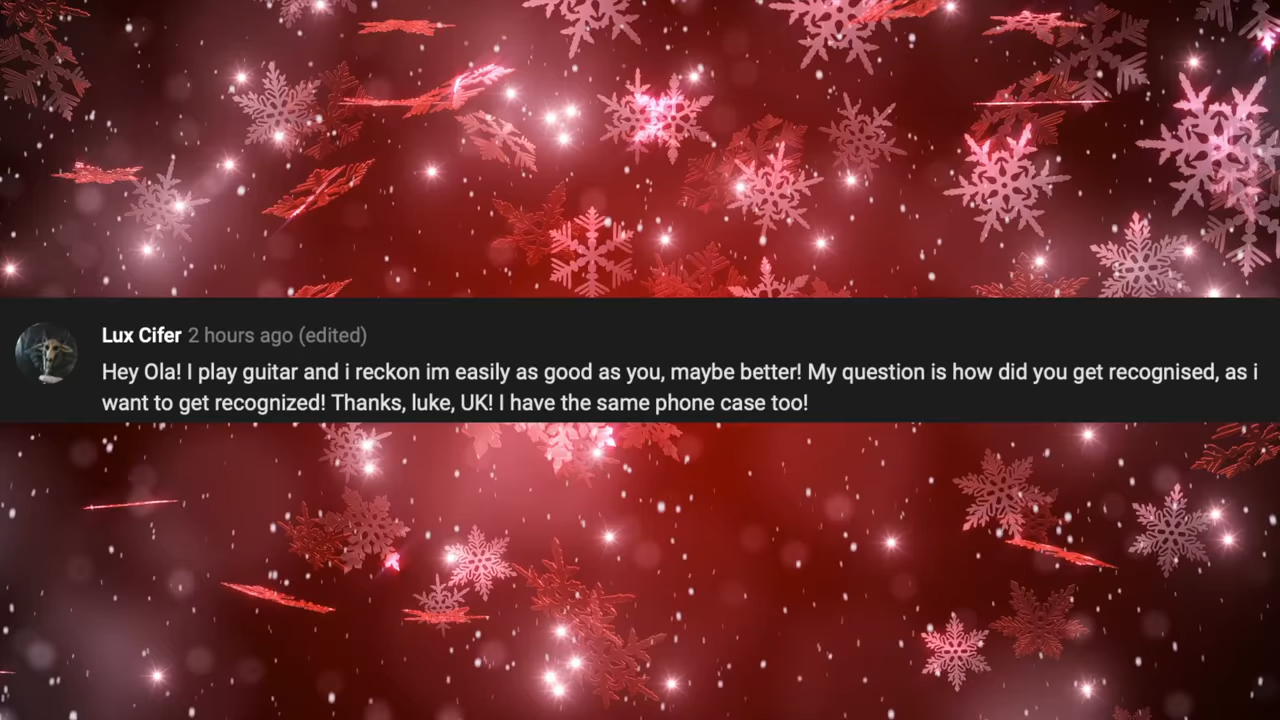 Lux Cifer 2 hours ago (edited)
Hey Ola! I play guitar and i reckon im easily as good as you, maybe better! My question is how did you get recognised, as i
want to get recognized! Thanks, luke, UK! I have the same phone case too!